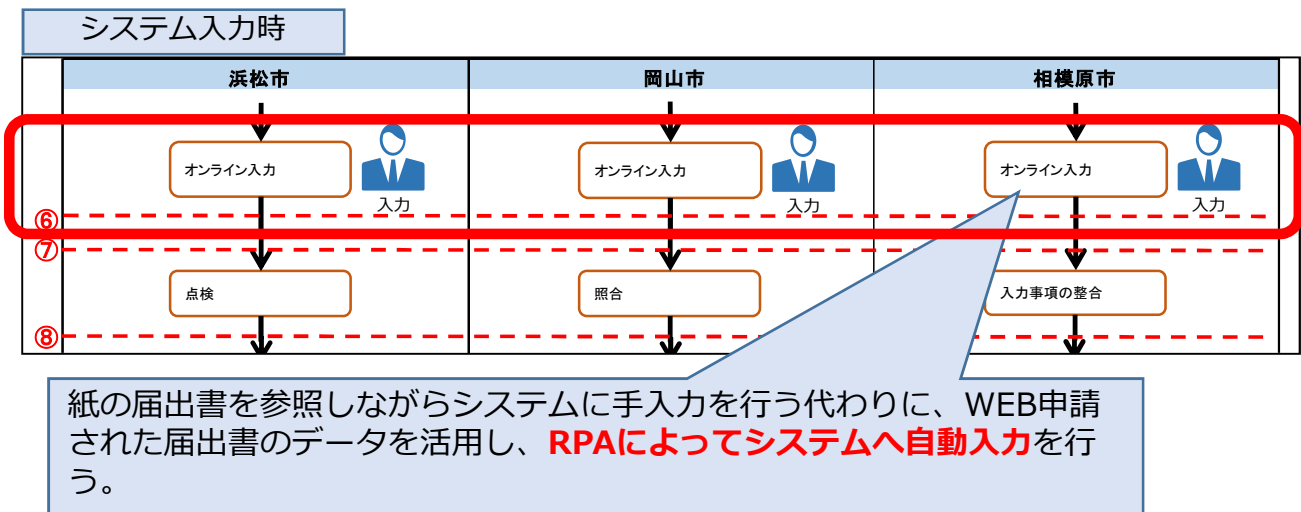 システム入力時
浜松市 岡山市 相模原市
オンライン入力 オンライン入力 オンライン入力
入力 入力 入力
⑥
⑦
点検 照合 入力事項の整合
⑧
紙の届出書を参照しながらシステムに手入力を行う代わりに、WEB申請
された届出書のデータを活用し、RPAによってシステムへ自動入力を行
う。